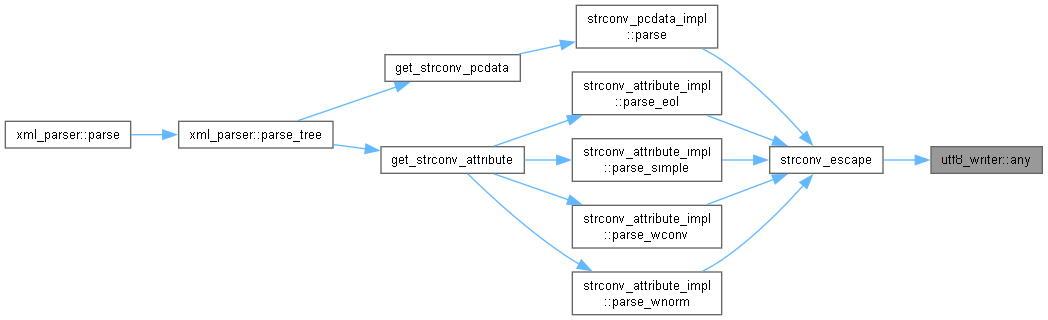 strconv_pcdata_impl
::parse
get_strconv_pcdata
strconv_attribute_impl
::parse_eol
xml_parser::parse
xml_parser::parse_tree
get_strconv_attribute
strconv_attribute_impl
::parse_simple
strconv_escape
utf8_writer::any
strconv_attribute_impl
::parse_wconv
strconv_attribute_impl
::parse_wnorm